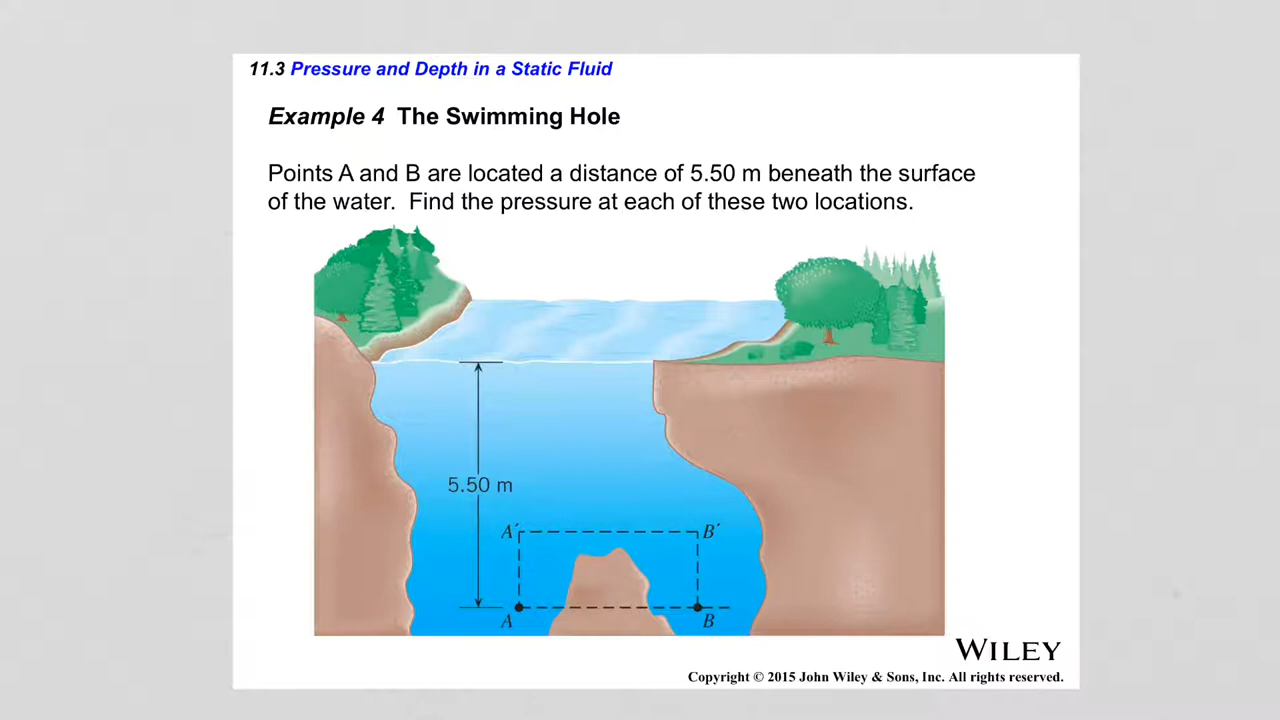 11.3 Pressure and Depth in a Static Fluid
Example 4 The Swimming Hole
Points A and B are located a distance of 5.50 m beneath the surface
of the water. Find the pressure at each of these two locations.
5.50 m
A′ B′
A B
WILEY
Copyright © 2015 John Wiley & Sons, Inc. All rights reserved.